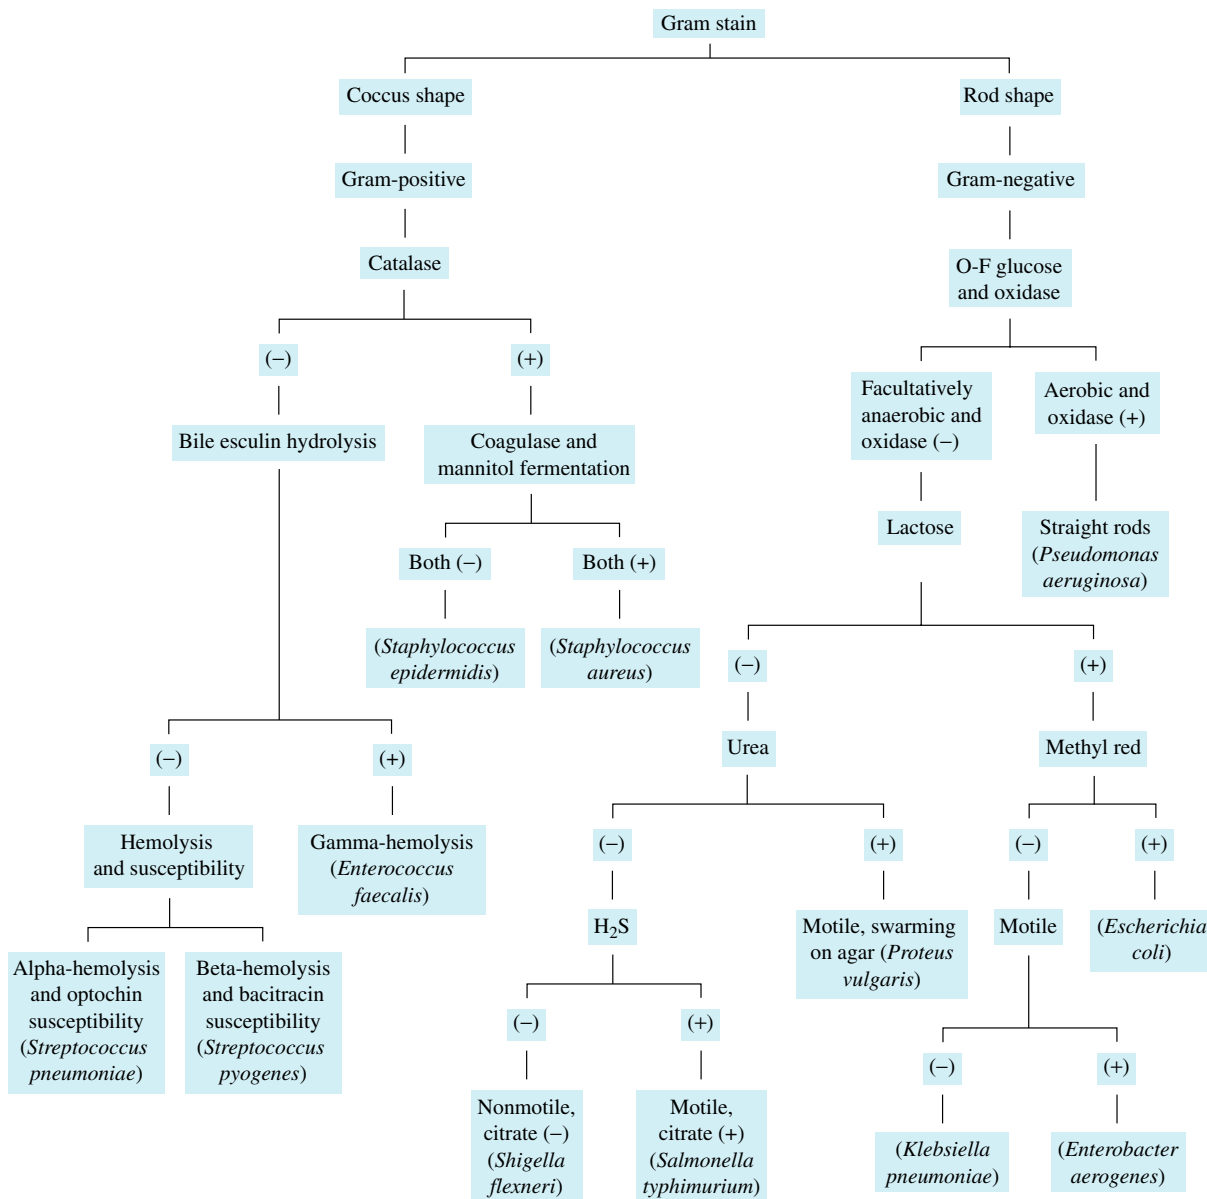 Gram stain
Coccus shape
Rod shape
Gram-positive
Gram-negative
Catalase
O-F glucose
and oxidase
(−)
(+)
Facultatively
anaerobic and
oxidase (−)
Aerobic and
oxidase (+)
Bile esculin hydrolysis
Coagulase and
mannitol fermentation
Lactose
Straight rods
(Pseudomonas
aeruginosa)
Both (−)
Both (+)
(Staphylococcus
epidermidis)
(Staphylococcus
aureus)
(−)
(+)
Urea
Methyl red
(−)
(+)
Hemolysis
and susceptibility
Gamma-hemolysis
(Enterococcus
faecalis)
(−)
(+)
(−)
(+)
H₂S
Motile, swarming
on agar (Proteus
vulgaris)
Motile
(Escherichia
coli)
Alpha-hemolysis
and optochin
susceptibility
(Streptococcus
pneumoniae)
Beta-hemolysis
and bacitracin
susceptibility
(Streptococcus
pyogenes)
(−)
(+)
(−)
(+)
Nonmotile,
citrate (−)
(Shigella
flexneri)
Motile,
citrate (+)
(Salmonella
typhimurium)
(Klebsiella
pneumoniae)
(Enterobacter
aerogenes)